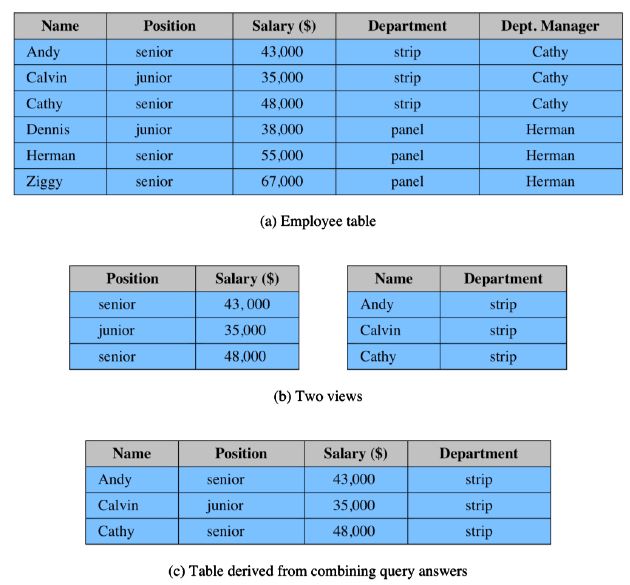 Name Position Salary ($) Department Dept. Manager
Andy senior 43,000 strip Cathy
Calvin junior 35,000 strip Cathy
Cathy senior 48,000 strip Cathy
Dennis junior 38,000 panel Herman
Herman senior 55,000 panel Herman
Ziggy senior 67,000 panel Herman
(a) Employee table
Position Salary ($)
senior 43, 000
junior 35,000
senior 48,000
Name Department
Andy strip
Calvin strip
Cathy strip
(b) Two views
Name Position Salary ($) Department
Andy senior 43,000 strip
Calvin junior 35,000 strip
Cathy senior 48,000 strip
(c) Table derived from combining query answers